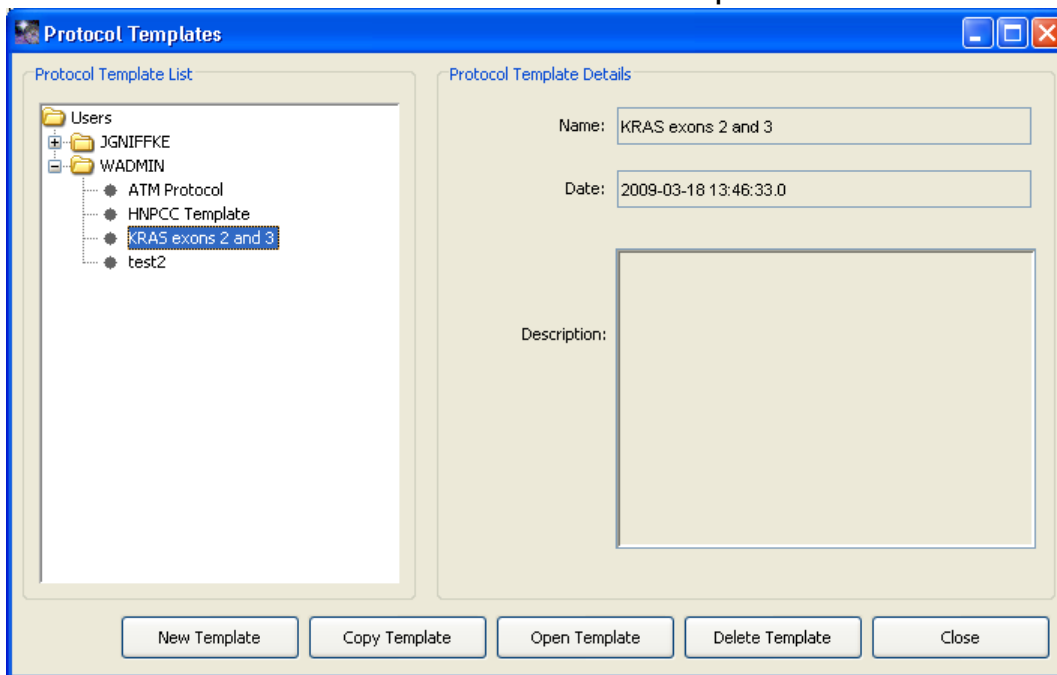 Protocol Templates
Protocol Template List
Users
JGNIFFKE
WADMIN
ATM Protocol
HNPCC Template
KRAS exons 2 and 3
test2
Protocol Template Details
Name: KRAS exons 2 and 3
Date: 2009-03-18 13:46:33.0
Description:
New Template Copy Template Open Template Delete Template Close